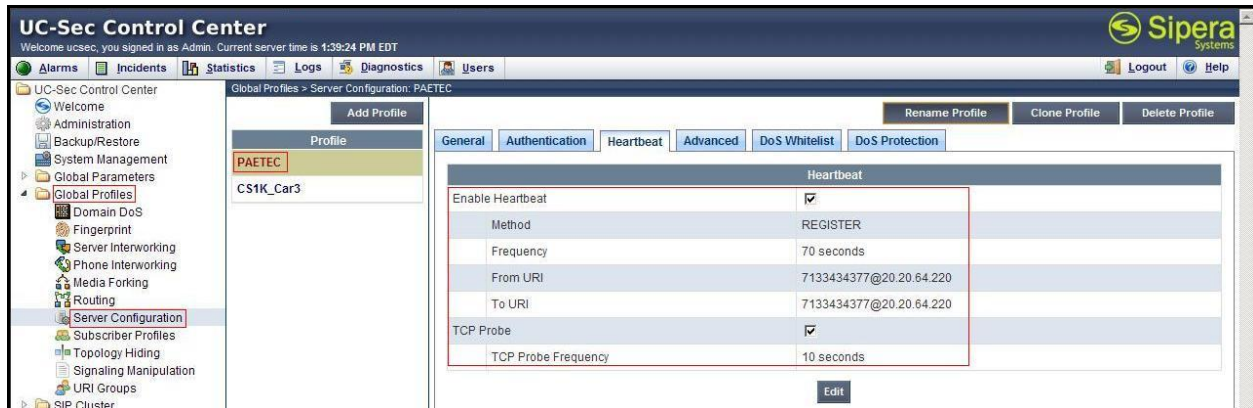 UC-Sec Control Center
Welcome ucsec, you signed in as Admin. Current server time is 1:39:24 PM EDT
Sipera
Systems
Alarms Incidents Statistics Logs Diagnostics Users Logout Help
UC-Sec Control Center
Welcome
Administration
Backup/Restore
System Management
Global Parameters
Global Profiles
Domain DoS
Fingerprint
Server Interworking
Phone Interworking
Media Forking
Routing
Server Configuration
Subscriber Profiles
Topology Hiding
Signaling Manipulation
URI Groups
SIP Cluster
Global Profiles > Server Configuration: PAETEC
Add Profile
Profile
PAETEC
CS1K_Car3
Rename Profile Clone Profile Delete Profile
General Authentication Heartbeat Advanced DoS Whitelist DoS Protection
Heartbeat
Enable Heartbeat
Method REGISTER
Frequency 70 seconds
From URI 7133434377@20.20.64.220
To URI 7133434377@20.20.64.220
TCP Probe
TCP Probe Frequency 10 seconds
Edit